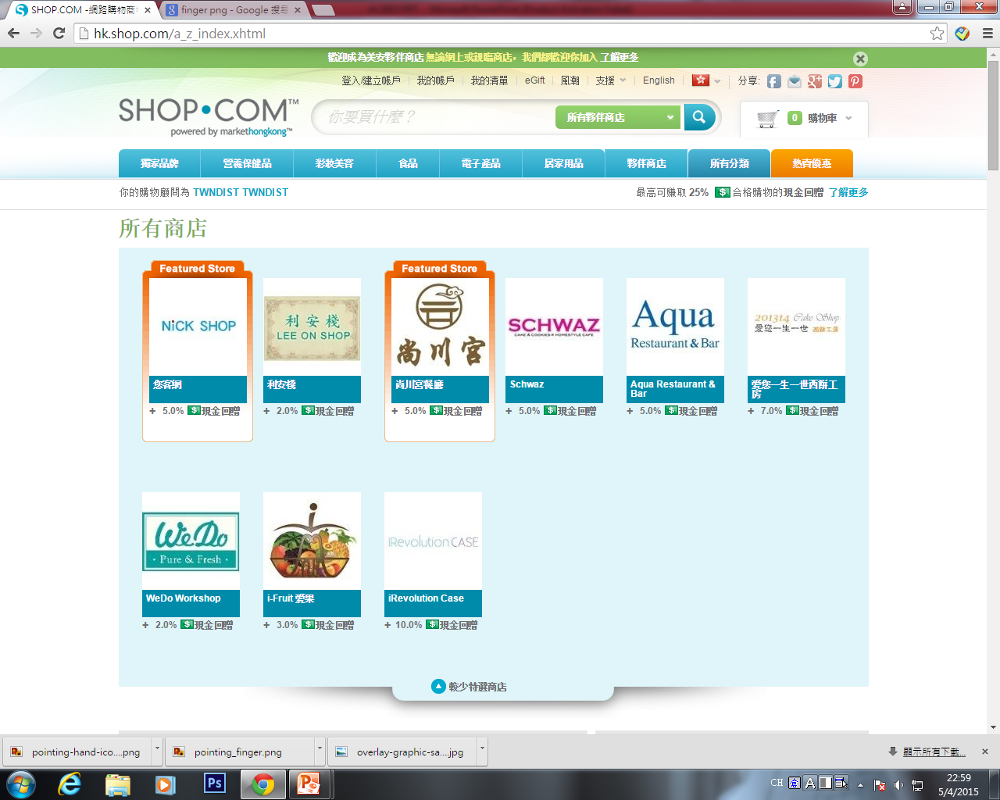 SHOP.COM -網路購物商
finger png - Google 搜尋
hk.shop.com/a_z_index.xhtml
歡迎成為美安夥伴商店 無論網上或親臨商店，我們都歡迎你加入 了解更多
登入/建立帳戶 我的帳戶 我的清單 eGift 風潮 支援 English 分享:
SHOP•COM™
powered by markethongkong™
你要買什麼？
所有夥伴商店
0 購物車
獨家品牌 營養保健品 彩妝美容 食品 電子產品 居家用品 夥伴商店 所有分類 熱賣優惠
你的購物顧問為 TWNDIST TWNDIST
最高可賺取 25% $ 合格購物的現金回贈 了解更多
所有商店
Featured Store
Featured Store
NiCK SHOP
利安棧
LEE ON SHOP
尚川宮
SCHWAZ
CAKE & COOKIES # HOMESTYLE CAFE
Aqua
Restaurant & Bar
201314 Cake Shop
愛您一生一世 西餅工房
您客網
利安棧
尚川宮餐廳
Schwaz
Aqua Restaurant &
Bar
愛您一生一世西餅工
房
+ 5.0% $現金回贈
+ 2.0% $現金回贈
+ 5.0% $現金回贈
+ 5.0% $現金回贈
+ 5.0% $現金回贈
+ 7.0% $現金回贈
WeDo
· Pure & Fresh ·
iRevolution CASE
WeDo Workshop
i-Fruit 愛果
iRevolution Case
+ 2.0% $現金回贈
+ 3.0% $現金回贈
+ 10.0% $現金回贈
較少特選商店
pointing-hand-ico....png
pointing_finger.png
overlay-graphic-sa....jpg
顯示所有下載...
Ps
CH 倉 A
22:59
5/4/2015